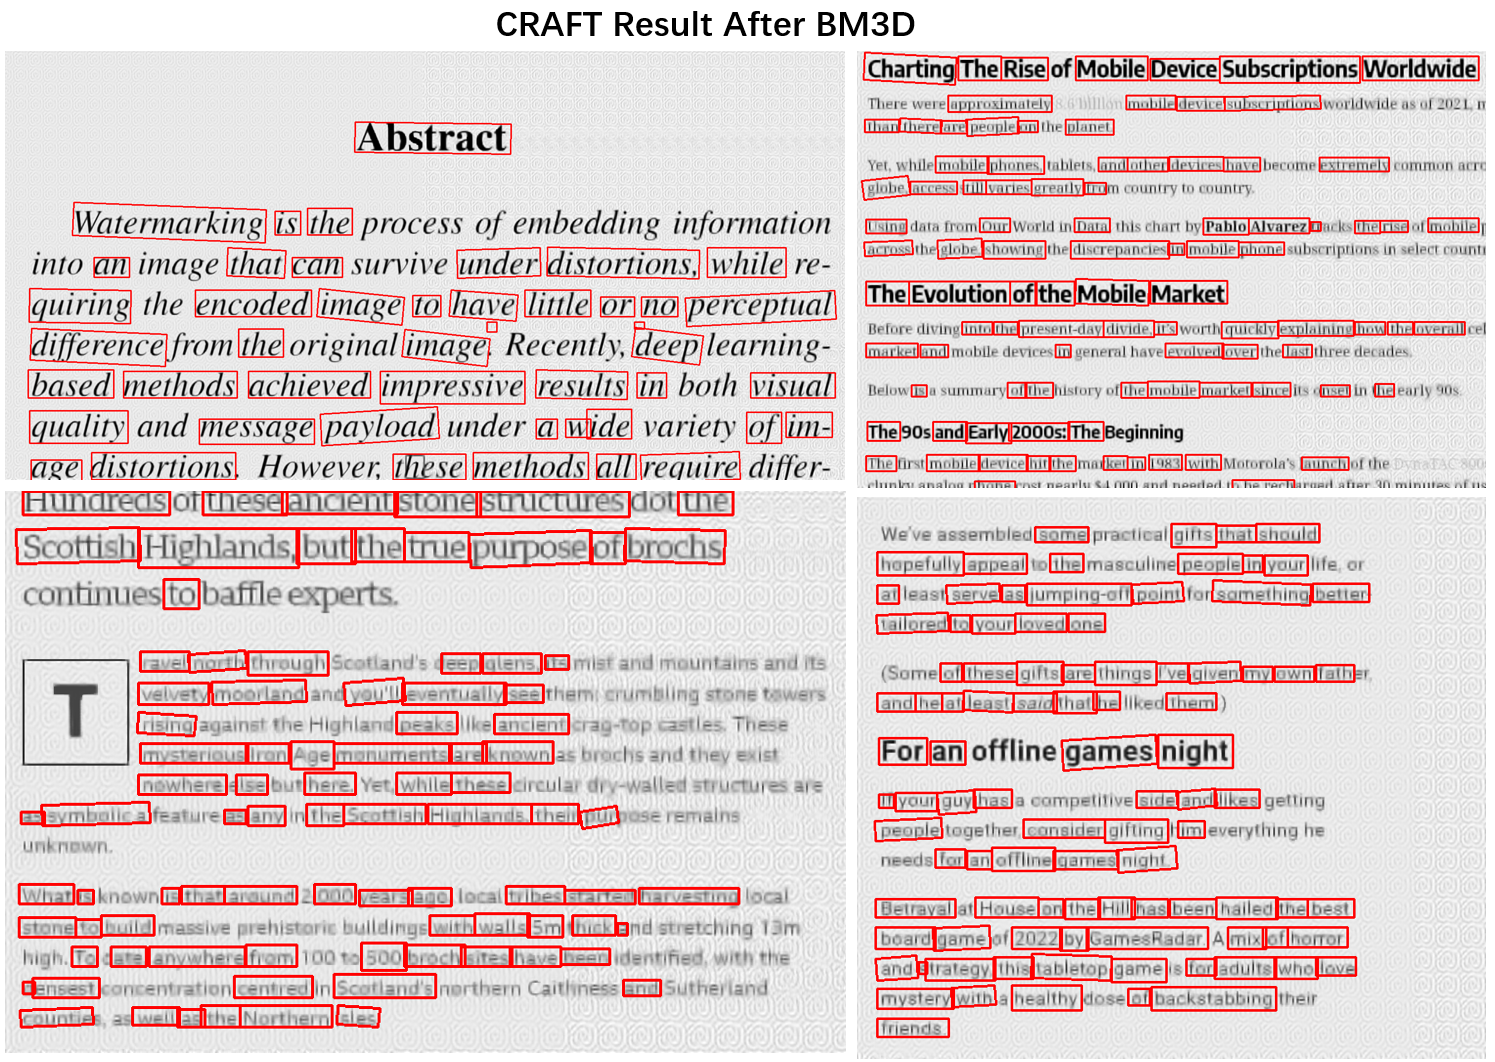 CRAFT Result After BM3D
Abstract
Watermarking is the process of embedding information
into an image that can survive under distortions, while re-
quiring the encoded image to have little or no perceptual
difference from the original image. Recently, deep learning-
based methods achieved impressive results in both visual
quality and message payload under a wide variety of im-
age distortions. However, these methods all require differ-
Charting The Rise of Mobile Device Subscriptions Worldwide
There were approximately 8.6 billion mobile device subscriptions worldwide as of 2021, m
than there are people on the planet.
Yet, while mobile phones, tablets, and other devices have become extremely common acro
globe, access still varies greatly from country to country.
Using data from Our World in Data, this chart by Pablo Alvarez tracks the rise of mobile p
across the globe, showing the discrepancies in mobile phone subscriptions in select count
The Evolution of the Mobile Market
Before diving into the present-day divide, it's worth quickly explaining how the overall cel
market and mobile devices in general have evolved over the last three decades.
Below is a summary of the history of the mobile market since its onset in the early 90s.
The 90s and Early 2000s: The Beginning
The first mobile device hit the market in 1983, with Motorola's launch of the DynaTAC 800
clunky analog phone cost nearly $4,000 and needed to be recharged after 30 minutes of us
Hundreds of these ancient stone structures dot the
Scottish Highlands, but the true purpose of brochs
continues to baffle experts.
T
ravel north through Scotland's deep glens, its mist and mountains and its
velvety moorland and you'll eventually see them: crumbling stone towers
rising against the Highland peaks like ancient crag-top castles. These
mysterious Iron Age monuments are known as brochs and they exist
nowhere else but here. Yet, while these circular dry-walled structures are
as symbolic a feature as any in the Scottish Highlands, their purpose remains
unknown.
What is known is that around 2,000 years ago, local tribes started harvesting local
stone to build massive prehistoric buildings with walls 5m thick and stretching 13m
high. To date, anywhere from 100 to 500 broch sites have been identified, with the
densest concentration centred in Scotland's northern Caithness and Sutherland
counties, as well as the Northern Isles.
We've assembled some practical gifts that should
hopefully appeal to the masculine people in your life, or
at least serve as jumping-off point for something better
tailored to your loved one.
(Some of these gifts are things I've given my own father,
and he at least said that he liked them.)
For an offline games night
If your guy has a competitive side and likes getting
people together, consider gifting him everything he
needs for an offline games night.
Betrayal at House on the Hill has been hailed the best
board game of 2022 by GamesRadar. A mix of horror
and strategy, this tabletop game is for adults who love
mystery with a healthy dose of backstabbing their
friends.